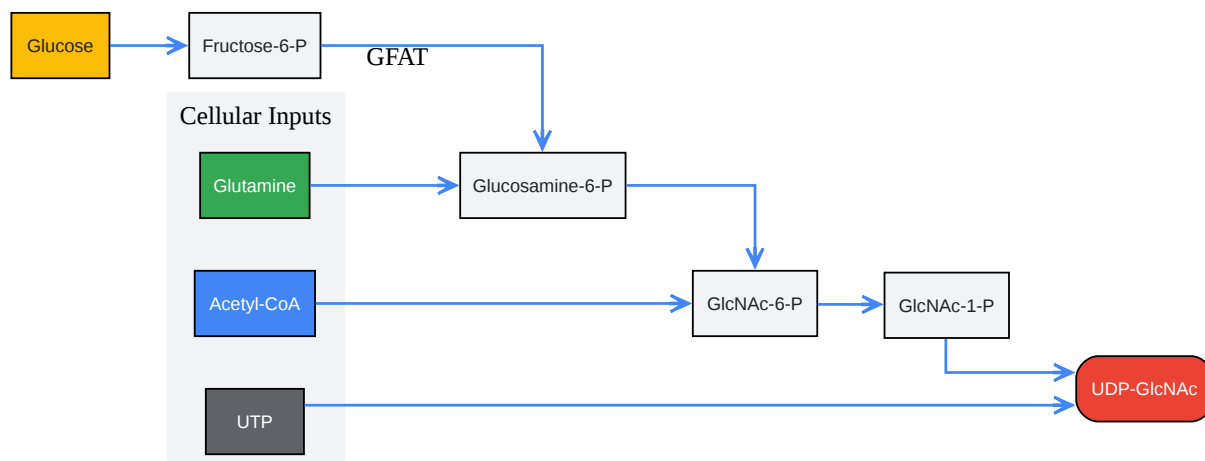 Glucose
Fructose-6-P
GFAT
Cellular Inputs
Glutamine
Glucosamine-6-P
Acetyl-CoA
GlcNAc-6-P
GlcNAc-1-P
UDP-GlcNAc
UTP